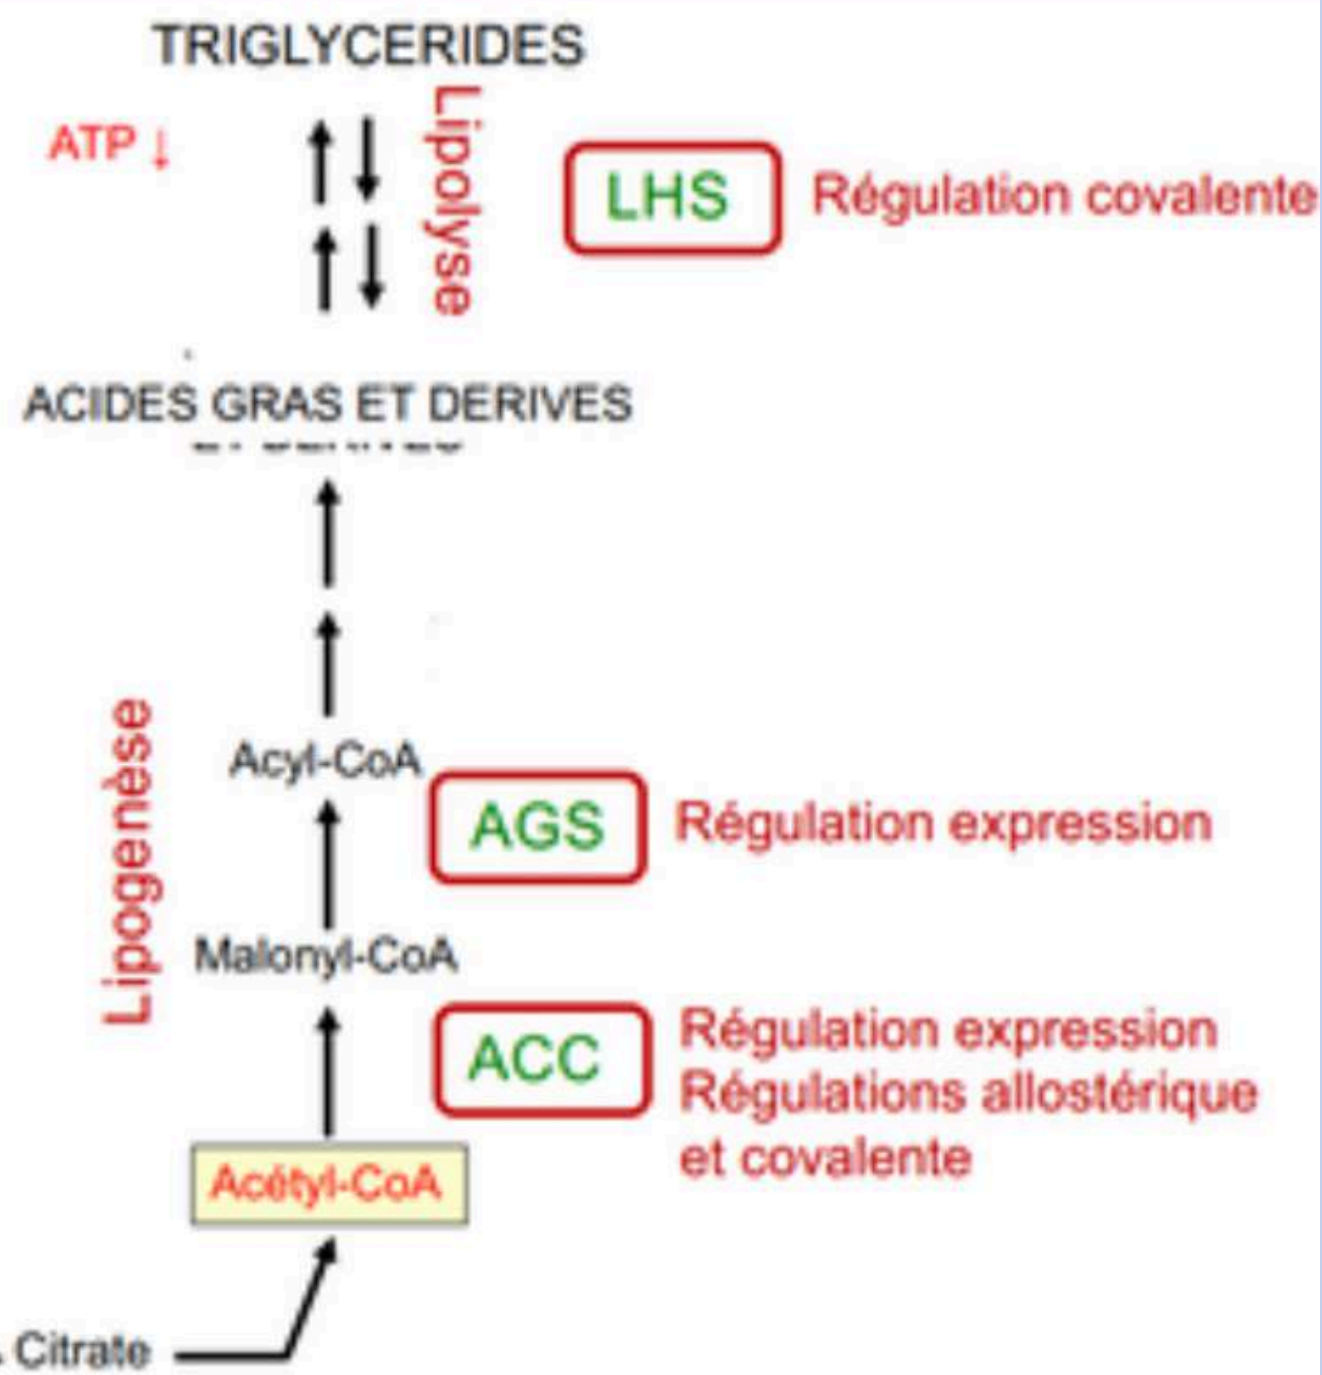 TRIGLYCERIDES
ATP ↓
Lipolyse
LHS
Régulation covalente
ACIDES GRAS ET DERIVES
Lipogenèse
Acyl-CoA
AGS
Régulation expression
Malonyl-CoA
ACC
Régulation expression
Régulations allostérique
et covalente
Acétyl-CoA
Citrate